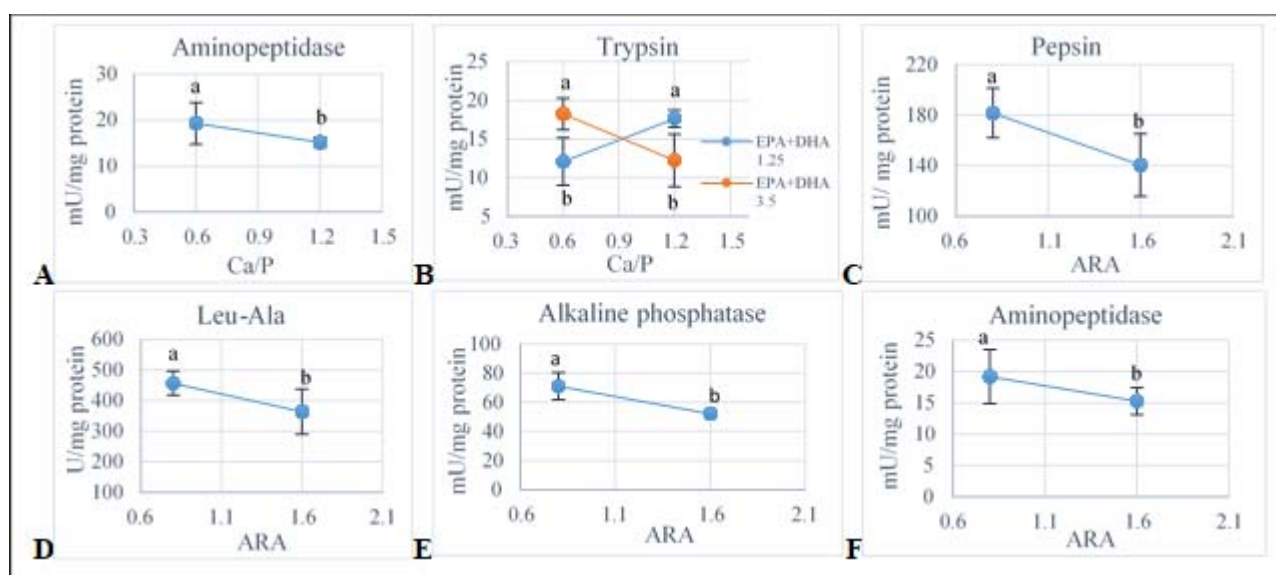 Aminopeptidase
mU/mg protein
30
20
10
0
a
b
0.3 0.6 0.9 1.2 1.5
Ca/P
A
Trypsin
mU/mg protein
25
20
15
10
5
a a
b b
EPA+DHA
1.25
EPA+DHA
3.5
0.3 0.6 0.9 1.2
Ca/P
B
Pepsin
mU/ mg protein
220
180
140
100
a
b
0.6 1.1 1.6 2.1
ARA
C
Leu-Ala
U/mg protein
600
500
400
300
200
100
a
b
0.6 1.1 1.6 2.1
ARA
D
Alkaline phosphatase
mU/mg protein
100
80
60
40
20
0
a
b
0.6 1.1 1.6 2.1
ARA
E
Aminopeptidase
mU/mg protein
25
20
15
10
5
0
a
b
0.6 1.1 1.6 2.1
ARA
F